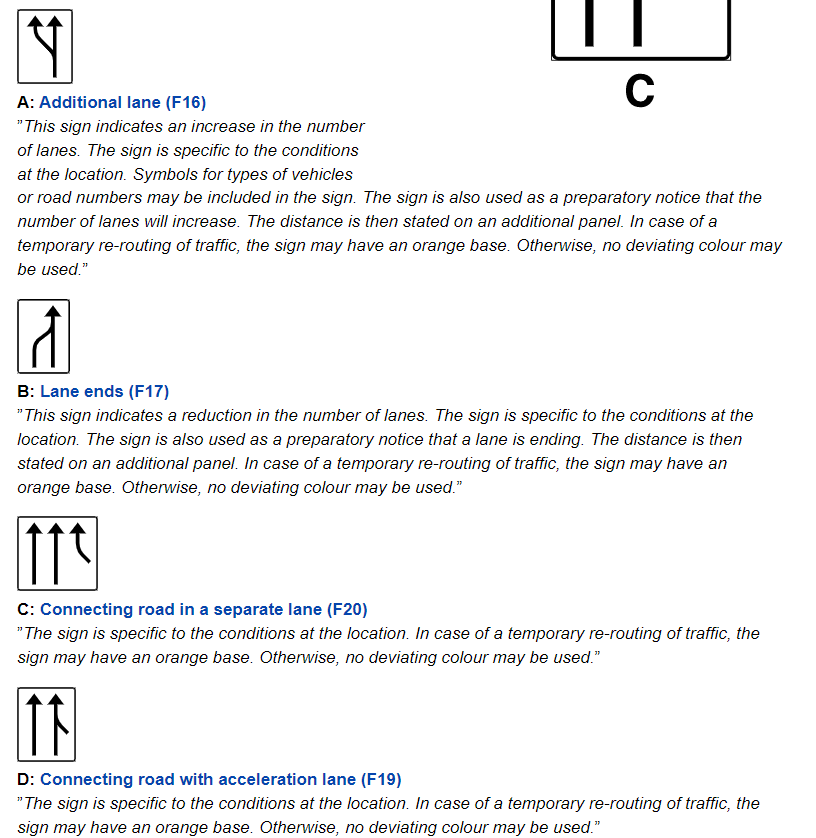 C
A: Additional lane (F16)
”This sign indicates an increase in the number
of lanes. The sign is specific to the conditions
at the location. Symbols for types of vehicles
or road numbers may be included in the sign. The sign is also used as a preparatory notice that the
number of lanes will increase. The distance is then stated on an additional panel. In case of a
temporary re-routing of traffic, the sign may have an orange base. Otherwise, no deviating colour may
be used.”
B: Lane ends (F17)
”This sign indicates a reduction in the number of lanes. The sign is specific to the conditions at the
location. The sign is also used as a preparatory notice that a lane is ending. The distance is then
stated on an additional panel. In case of a temporary re-routing of traffic, the sign may have an
orange base. Otherwise, no deviating colour may be used.”
C: Connecting road in a separate lane (F20)
”The sign is specific to the conditions at the location. In case of a temporary re-routing of traffic, the
sign may have an orange base. Otherwise, no deviating colour may be used.”
D: Connecting road with acceleration lane (F19)
”The sign is specific to the conditions at the location. In case of a temporary re-routing of traffic, the
sign may have an orange base. Otherwise, no deviating colour may be used.”